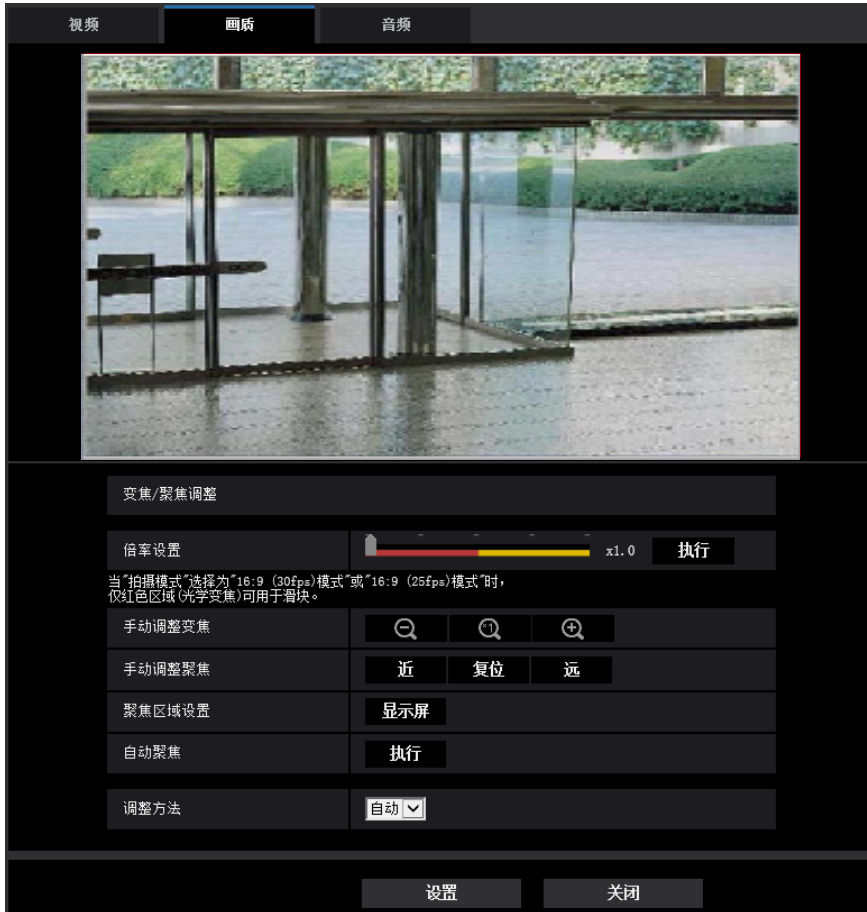 视频 画质 音频
变焦/聚焦调整
倍率设置 x1.0 执行
当"拍摄模式"选择为"16:9 (30fps)模式"或"16:9 (25fps)模式"时,
仅红色区域(光学变焦)可用于滑块。
手动调整变焦 ×1
手动调整聚焦 近 复位 远
聚焦区域设置 显示屏
自动聚焦 执行
调整方法 自动
设置 关闭